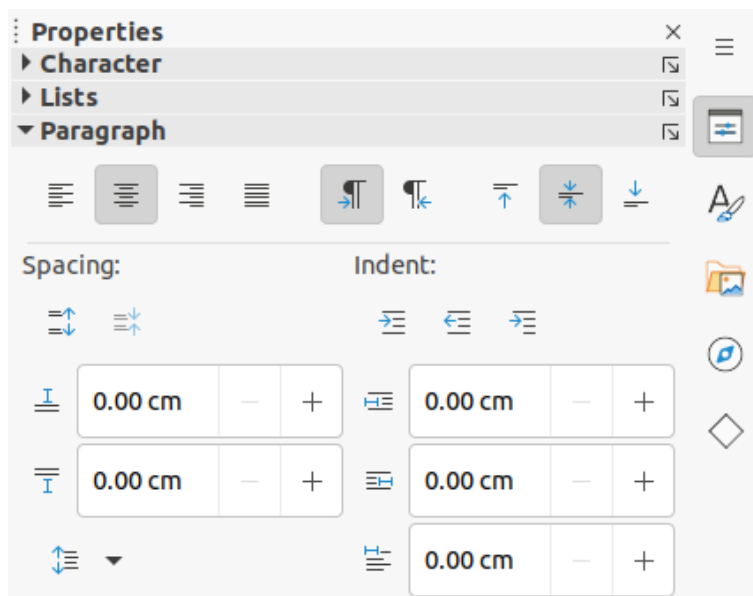 Properties
Character
Lists
Paragraph
Spacing: Indent:
0.00 cm 0.00 cm
0.00 cm 0.00 cm
0.00 cm